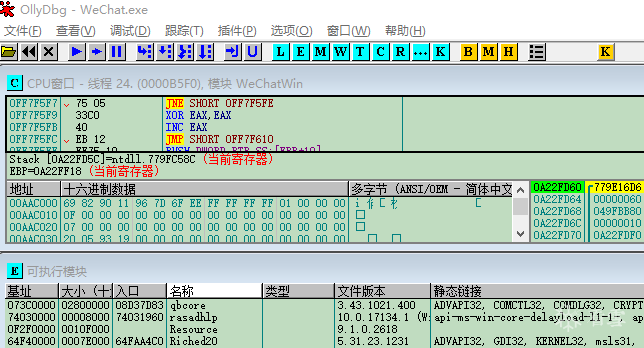 OllyDbg - WeChat.exe
文件(F) 查看(V) 调试(D) 跟踪(T) 插件(P) 选项(O) 窗口(W) 帮助(H)
L E M W T C R ... K B M H K
C CPU窗口 - 线程 24. (0000B5F0), 模块 WeChatWin
0FF7F5F7 75 05 JNE SHORT 0FF7F5FE
0FF7F5F9 33C0 XOR EAX,EAX
0FF7F5FB 40 INC EAX
0FF7F5FC EB 12 JMP SHORT 0FF7F610
Stack [0A22FD5C]=ntdll.779FC58C (当前寄存器)
EBP=0A22FF18 (当前寄存器)
地址 十六进制数据 多字节 (ANSI/OEM - 简体中文
00AAC000 69 82 90 11 96 7D 6F EE FF FF FF FF 01 00 00 00
00AAC010 0F 00 00 00 00 00 00 00 00 00 00 00 00 00 00 00
00AAC020 07 00 00 00 00 00 00 00 00 00 00 00 00 00 00 00
00AAC030 20 05 93 19 00 00 00 00 00 00 00 00 00 00 00 00
0A22FD60 779E16D6
0A22FD64 00000060
0A22FD68 049FBB80
0A22FD6C 00000010
0A22FD70 0A22FDF0
E 可执行模块
基址 大小 (十 入口 名称 类型 文件版本 静态链接
073C0000 02800000 08D37D83 qbcore 3.43.1021.400 ADVAPI32, COMCTL32, COMDLG32, CRYPT
74030000 00008000 74031960 rasadhlp 10.0.17134.1 (W: api-ms-win-core-delayload-l1-1-
0F2F0000 0010F000 Resource 9.1.0.2618
64F40000 0007E000 64FAA4C0 Riched20 5.31.23.1231 ADVAPI32, GDI32, KERNEL32, msls31,